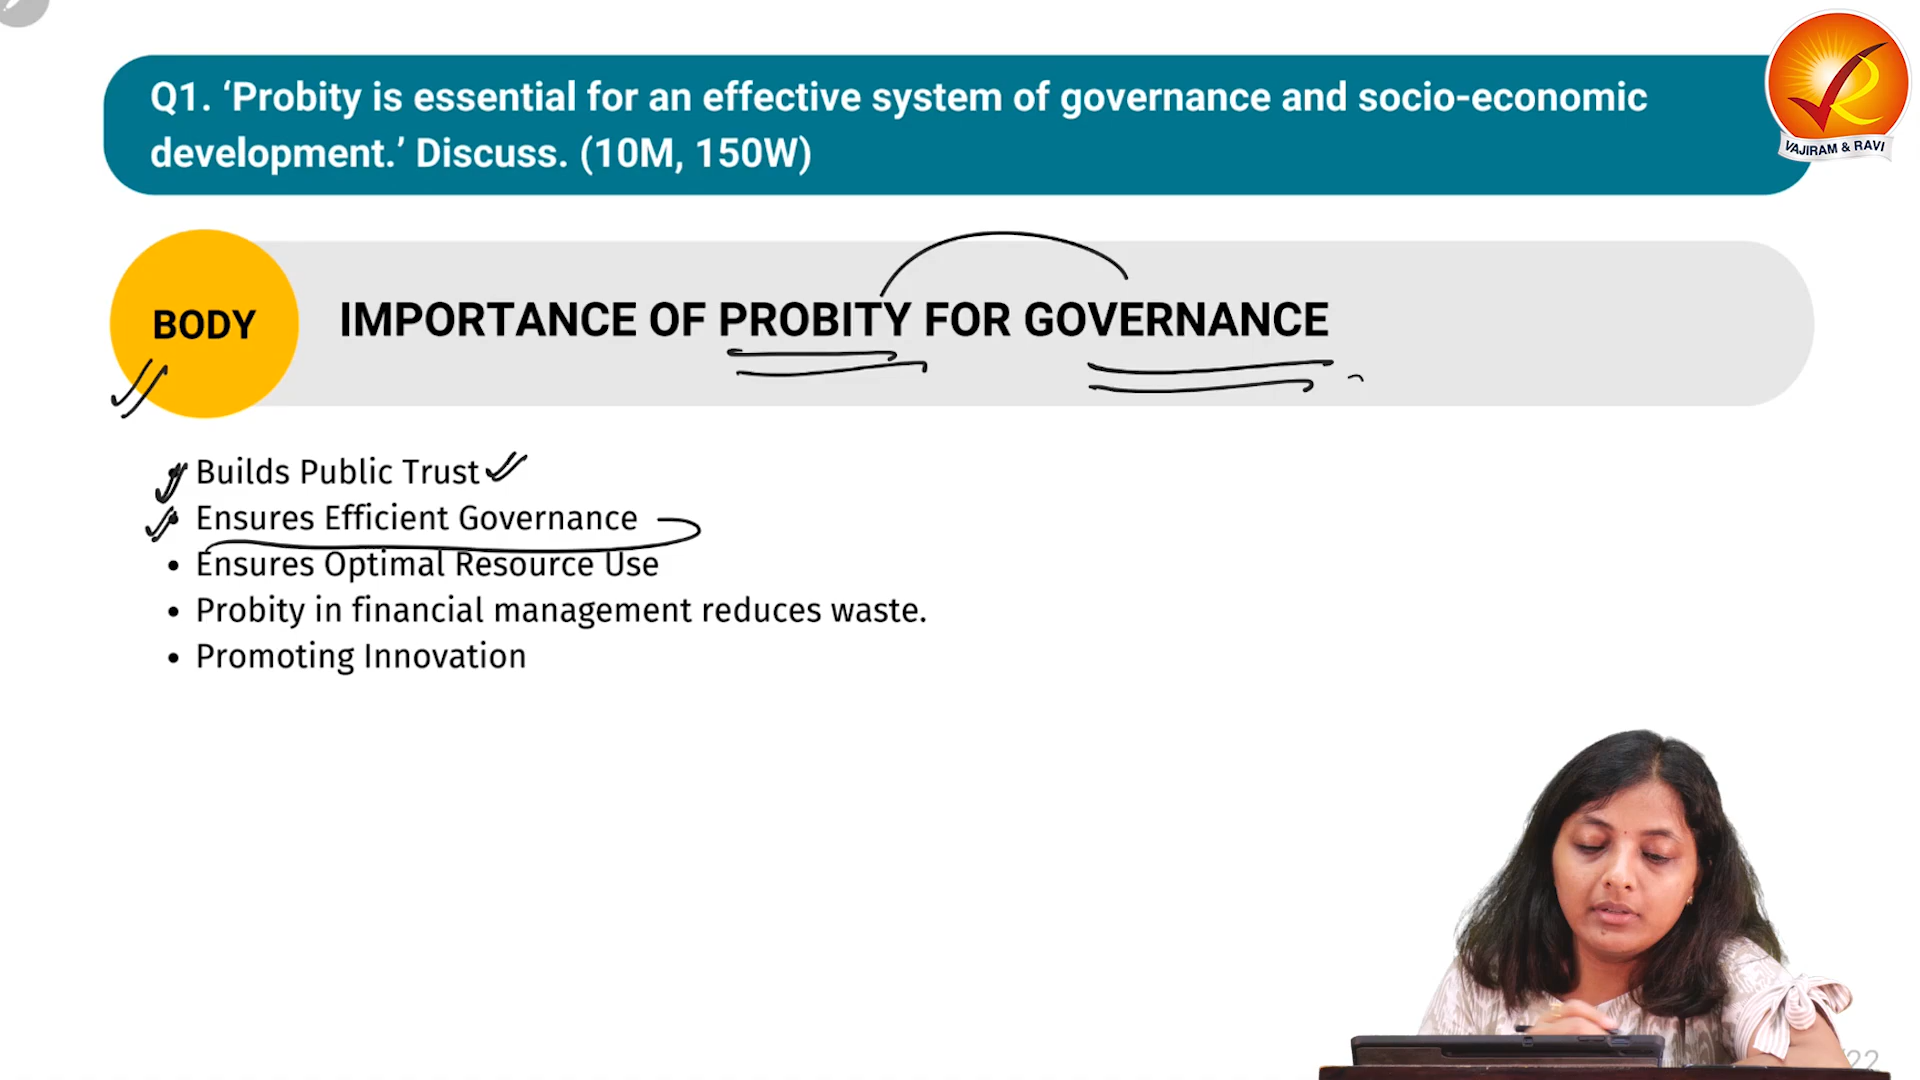 Q1. ‘Probity is essential for an effective system of governance and socio-economic
development.’ Discuss. (10M, 150W)
VAJIRAM & RAVI
BODY
IMPORTANCE OF PROBITY FOR GOVERNANCE
• Builds Public Trust
• Ensures Efficient Governance
• Ensures Optimal Resource Use
• Probity in financial management reduces waste.
• Promoting Innovation
22